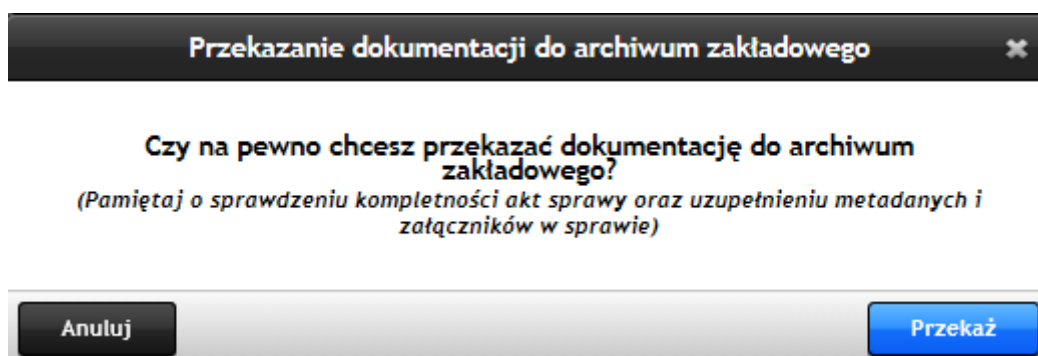 Przekazanie dokumentacji do archiwum zakładowego
Czy na pewno chcesz przekazać dokumentację do archiwum
zakładowego?
(Pamiętaj o sprawdzeniu kompletności akt sprawy oraz uzupełnieniu metadanych i
załączników w sprawie)
Anuluj
Przekaż